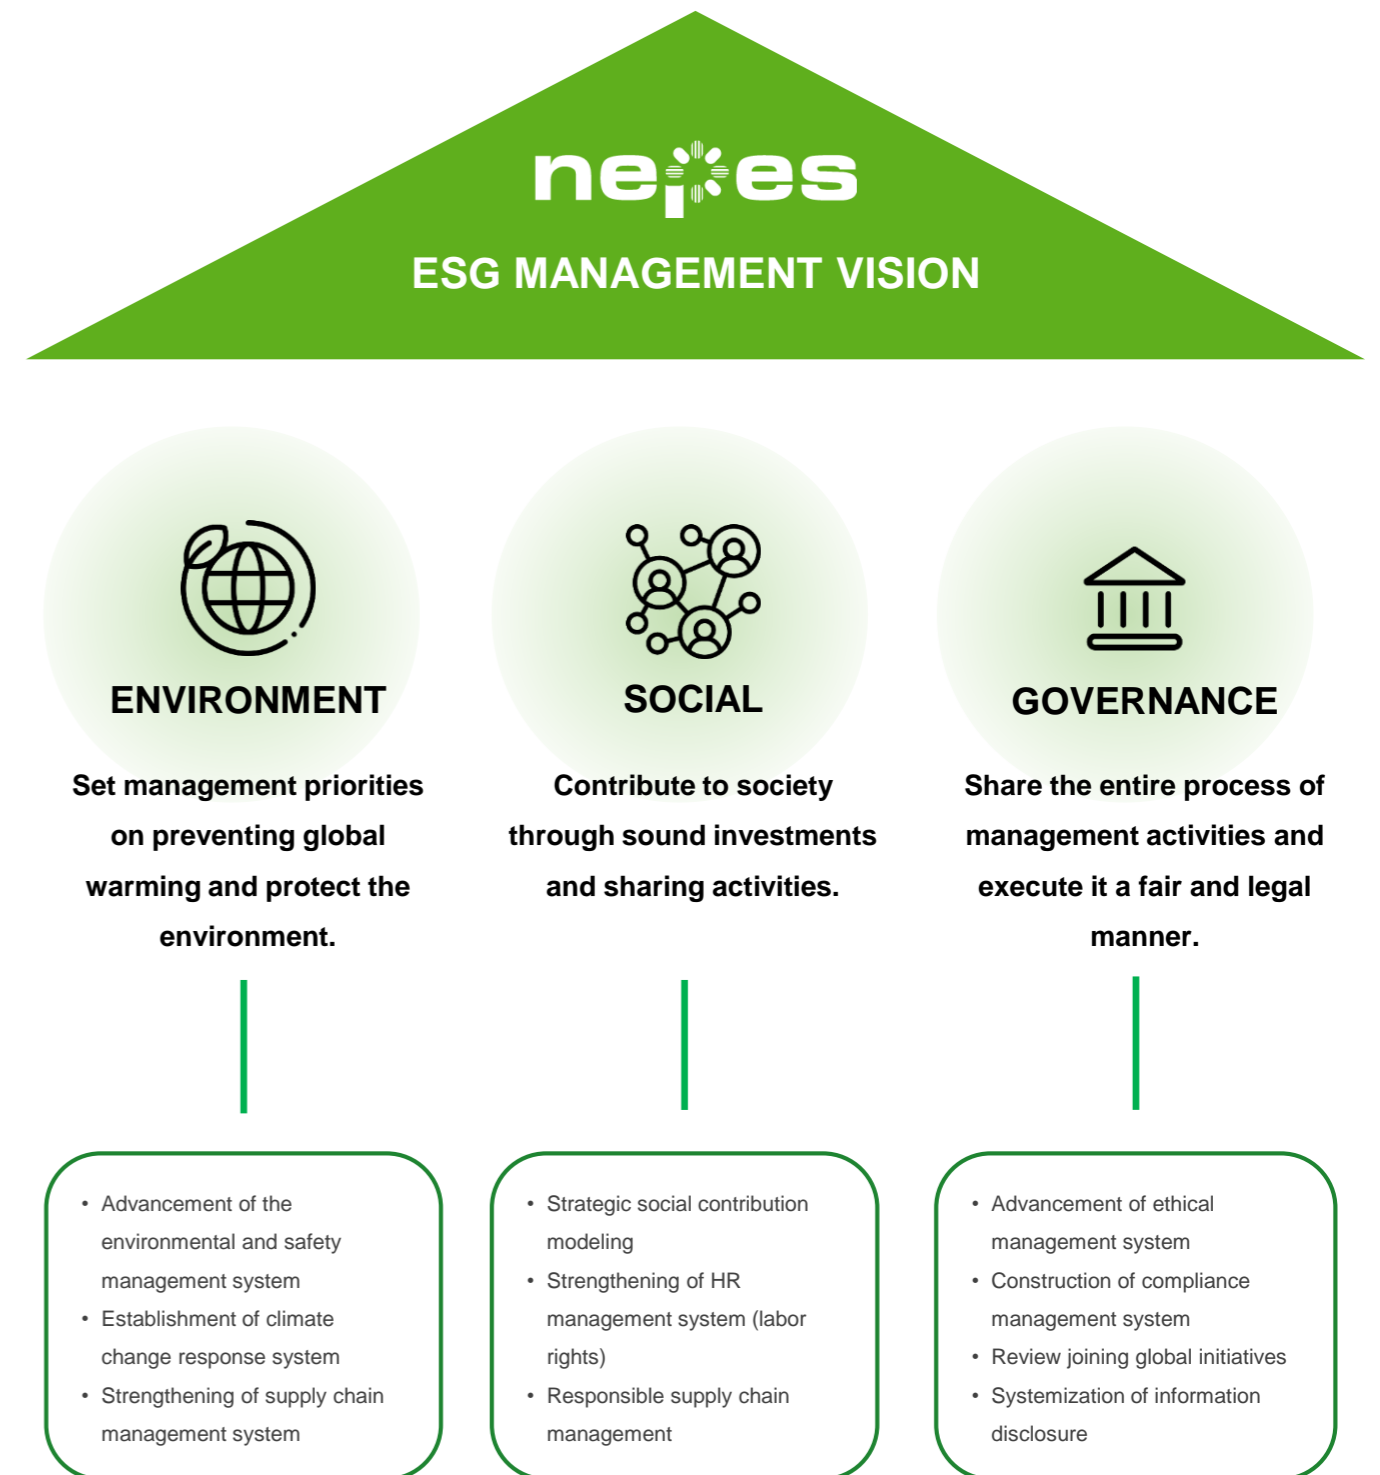 nepes
ESG MANAGEMENT VISION
ENVIRONMENT
Set management priorities
on preventing global
warming and protect the
environment.
• Advancement of the
environmental and safety
management system
• Establishment of climate
change response system
• Strengthening of supply chain
management system
SOCIAL
Contribute to society
through sound investments
and sharing activities.
• Strategic social contribution
modeling
• Strengthening of HR
management system (labor
rights)
• Responsible supply chain
management
GOVERNANCE
Share the entire process of
management activities and
execute it a fair and legal
manner.
• Advancement of ethical
management system
• Construction of compliance
management system
• Review joining global initiatives
• Systemization of information
disclosure